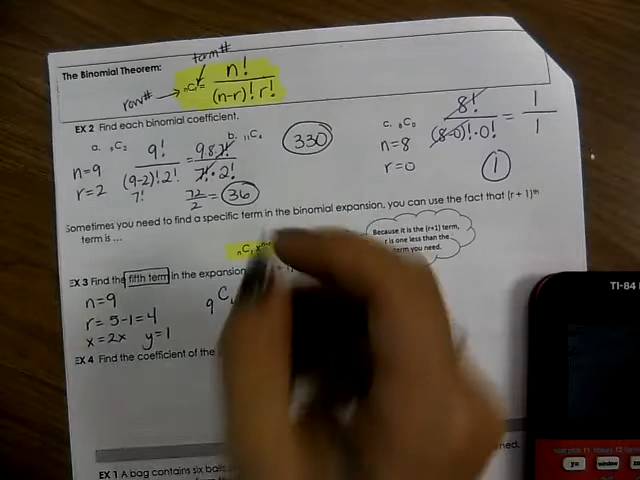 term#
The Binomial Theorem:
nCr = n! / (n-r)! r!
row#
EX 2 Find each binomial coefficient.
a. 9C2
n=9
r=2
9! / (9-2)! 2! = 9.8.7! / 7! · 2!
7!
72 / 2 = 36
b. 11C4
330
c. 8C0
n=8
r=0
8! / (8-0)! · 0! = 1 / 1
1
Sometimes you need to find a specific term in the binomial expansion, you can use the fact that (r + 1)th
term is ...
Because it is the (r+1) term,
r is one less than the
term you need.
EX 3 Find the fifth term in the expansion
n=9
r=5-1=4
x=2x y=1
9C
EX 4 Find the coefficient of the
EX 1 A bag contains six balls
TI-84
y=
window